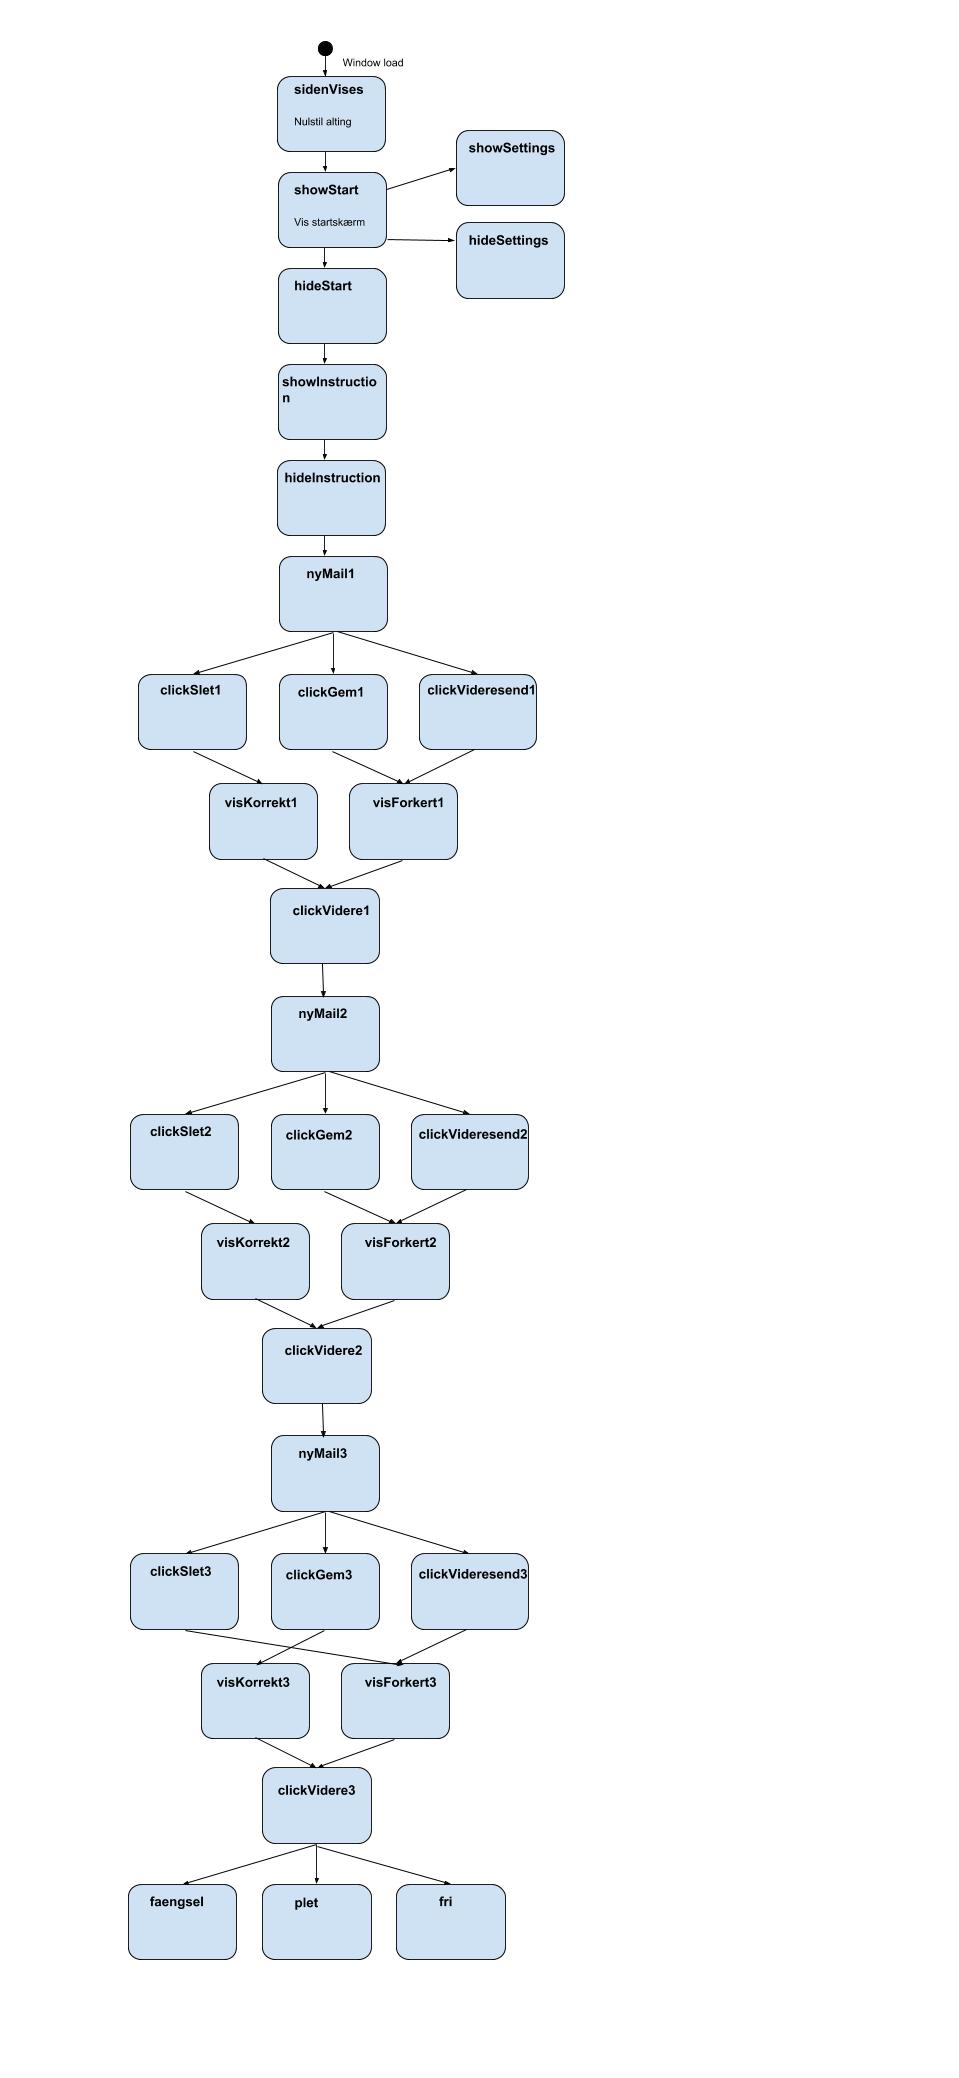 Window load
sidenVises
Nulstil alting
showSettings
showStart
Vis startskærm
hideSettings
hideStart
showInstructio
n
hideInstruction
nyMail1
clickSlet1
clickGem1
clickVideresend1
visKorrekt1
visForkert1
clickVidere1
nyMail2
clickSlet2
clickGem2
clickVideresend2
visKorrekt2
visForkert2
clickVidere2
nyMail3
clickSlet3
clickGem3
clickVideresend3
visKorrekt3
visForkert3
clickVidere3
faengsel
plet
fri